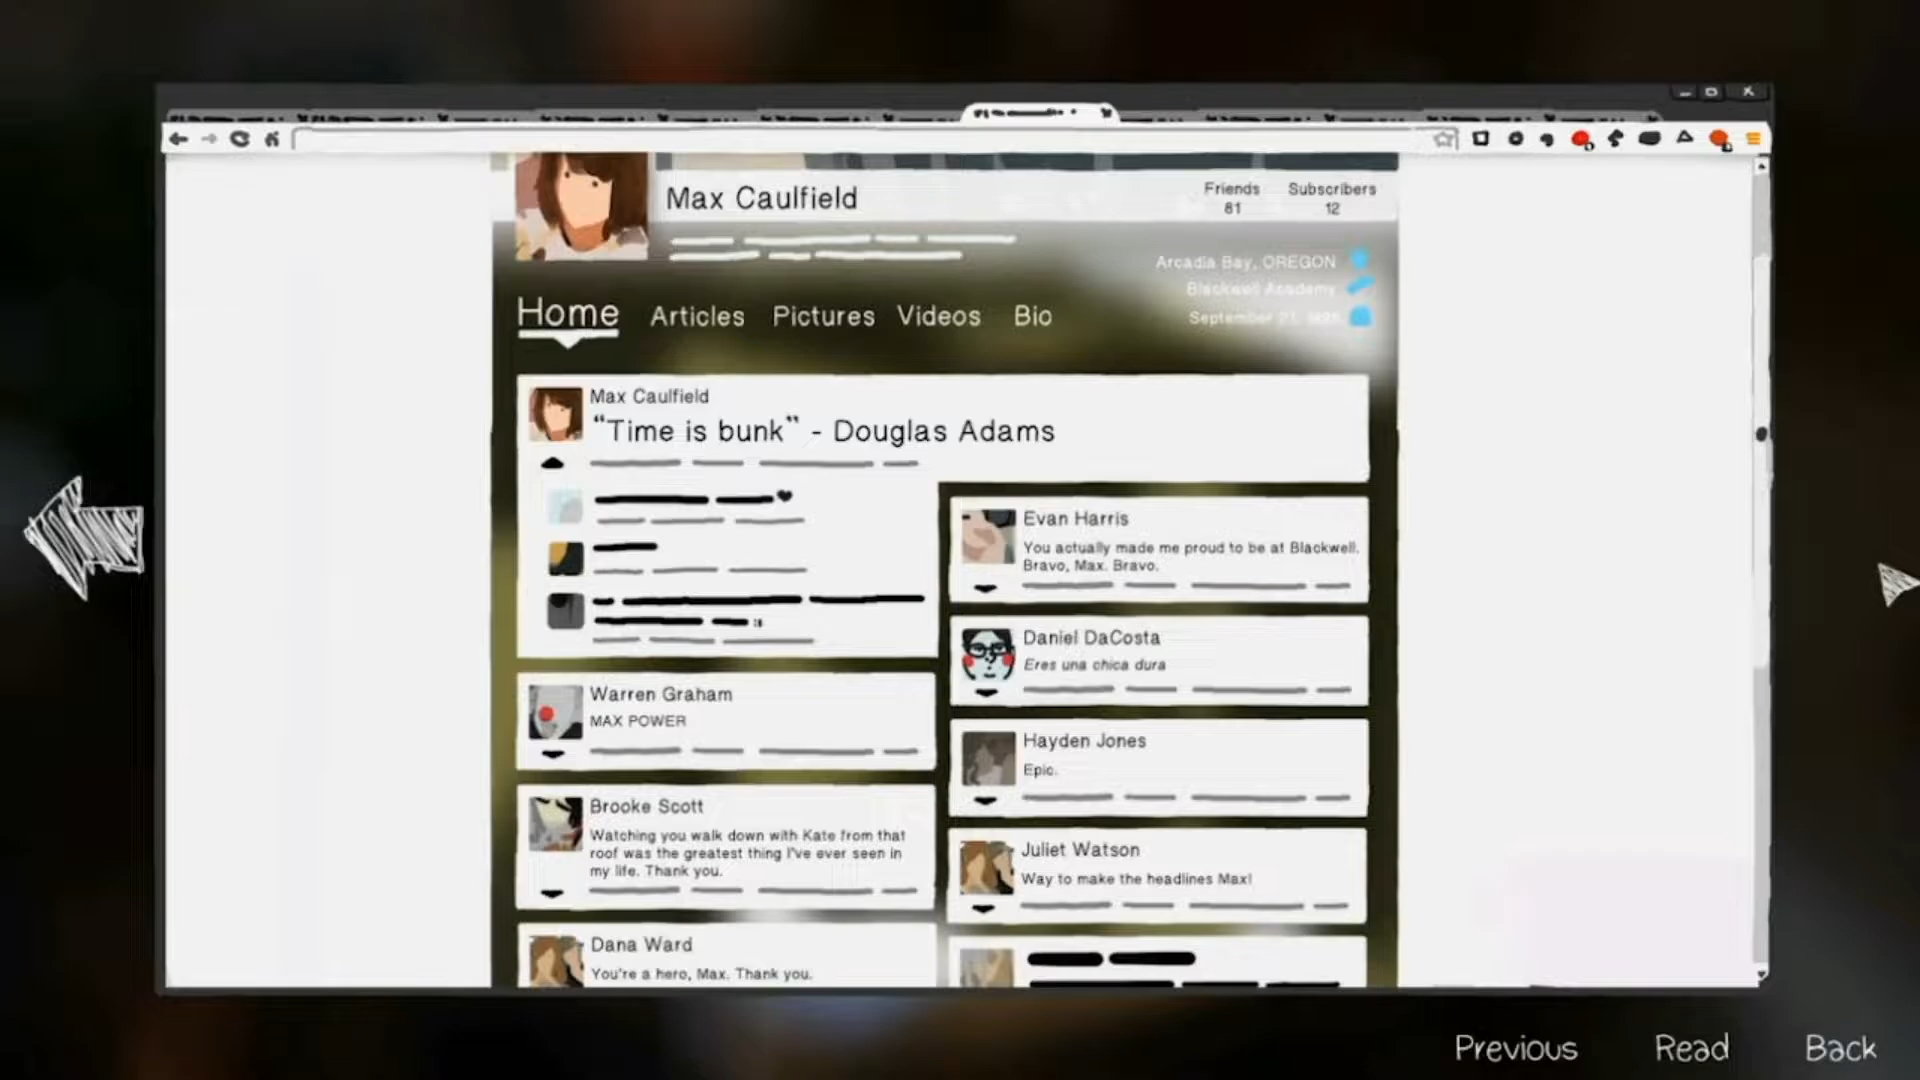 Max Caulfield
Friends
81
Subscribers
12
Arcadia Bay, OREGON
Blackwell Academy
September 21,
Home
Articles
Pictures
Videos
Bio
Max Caulfield
“Time is bunk” - Douglas Adams
Warren Graham
MAX POWER
Brooke Scott
Watching you walk down with Kate from that
roof was the greatest thing I've ever seen in
my life. Thank you.
Dana Ward
You're a hero, Max. Thank you.
Evan Harris
You actually made me proud to be at Blackwell.
Bravo, Max. Bravo.
Daniel DaCosta
Eres una chica dura
Hayden Jones
Epic.
Juliet Watson
Way to make the headlines Max!
Previous
Read
Back